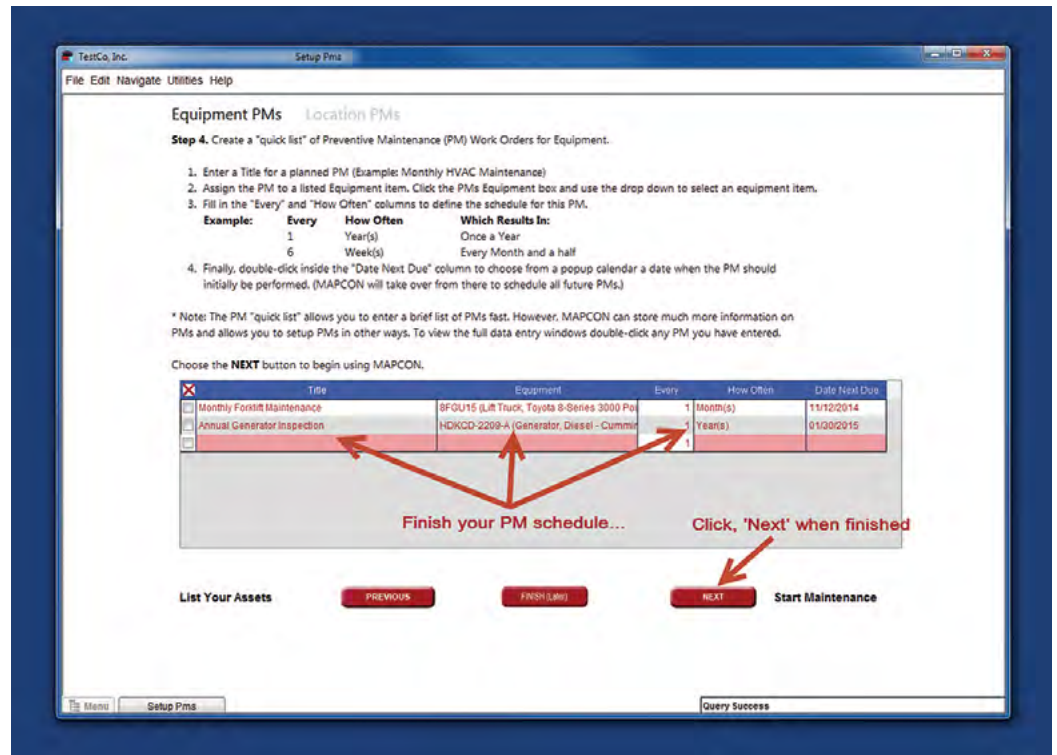 TestCo, Inc. Setup Pms
File Edit Navigate Utilities Help
Equipment PMs Location PMs
Step 4. Create a "quick list" of Preventive Maintenance (PM) Work Orders for Equipment.
1. Enter a Title for a planned PM (Example: Monthly HVAC Maintenance)
2. Assign the PM to a listed Equipment item. Click the PMs Equipment box and use the drop down to select an equipment item.
3. Fill in the "Every" and "How Often" columns to define the schedule for this PM.
Example: Every How Often Which Results In:
1 Year(s) Once a Year
6 Week(s) Every Month and a half
4. Finally, double-click inside the "Date Next Due" column to choose from a popup calendar a date when the PM should
initially be performed. (MAPCON will take over from there to schedule all future PMs.)
* Note: The PM "quick list" allows you to enter a brief list of PMs fast. However, MAPCON can store much more information on
PMs and allows you to setup PMs in other ways. To view the full data entry windows double-click any PM you have entered.
Choose the NEXT button to begin using MAPCON.
Title Equipment Every How Often Date Next Due
Monthly Forklift Maintenance 8FGU15 (Lift Truck, Toyota 8-Series 3000 Po 1 Month(s) 11/12/2014
Annual Generator Inspection HDKCD-2209-A (Generator, Diesel - Cummin 1 Year(s) 01/30/2015
1
Finish your PM schedule...
Click, 'Next' when finished
List Your Assets PREVIOUS FINISH (Later) NEXT Start Maintenance
Menu Setup Pms Query Success